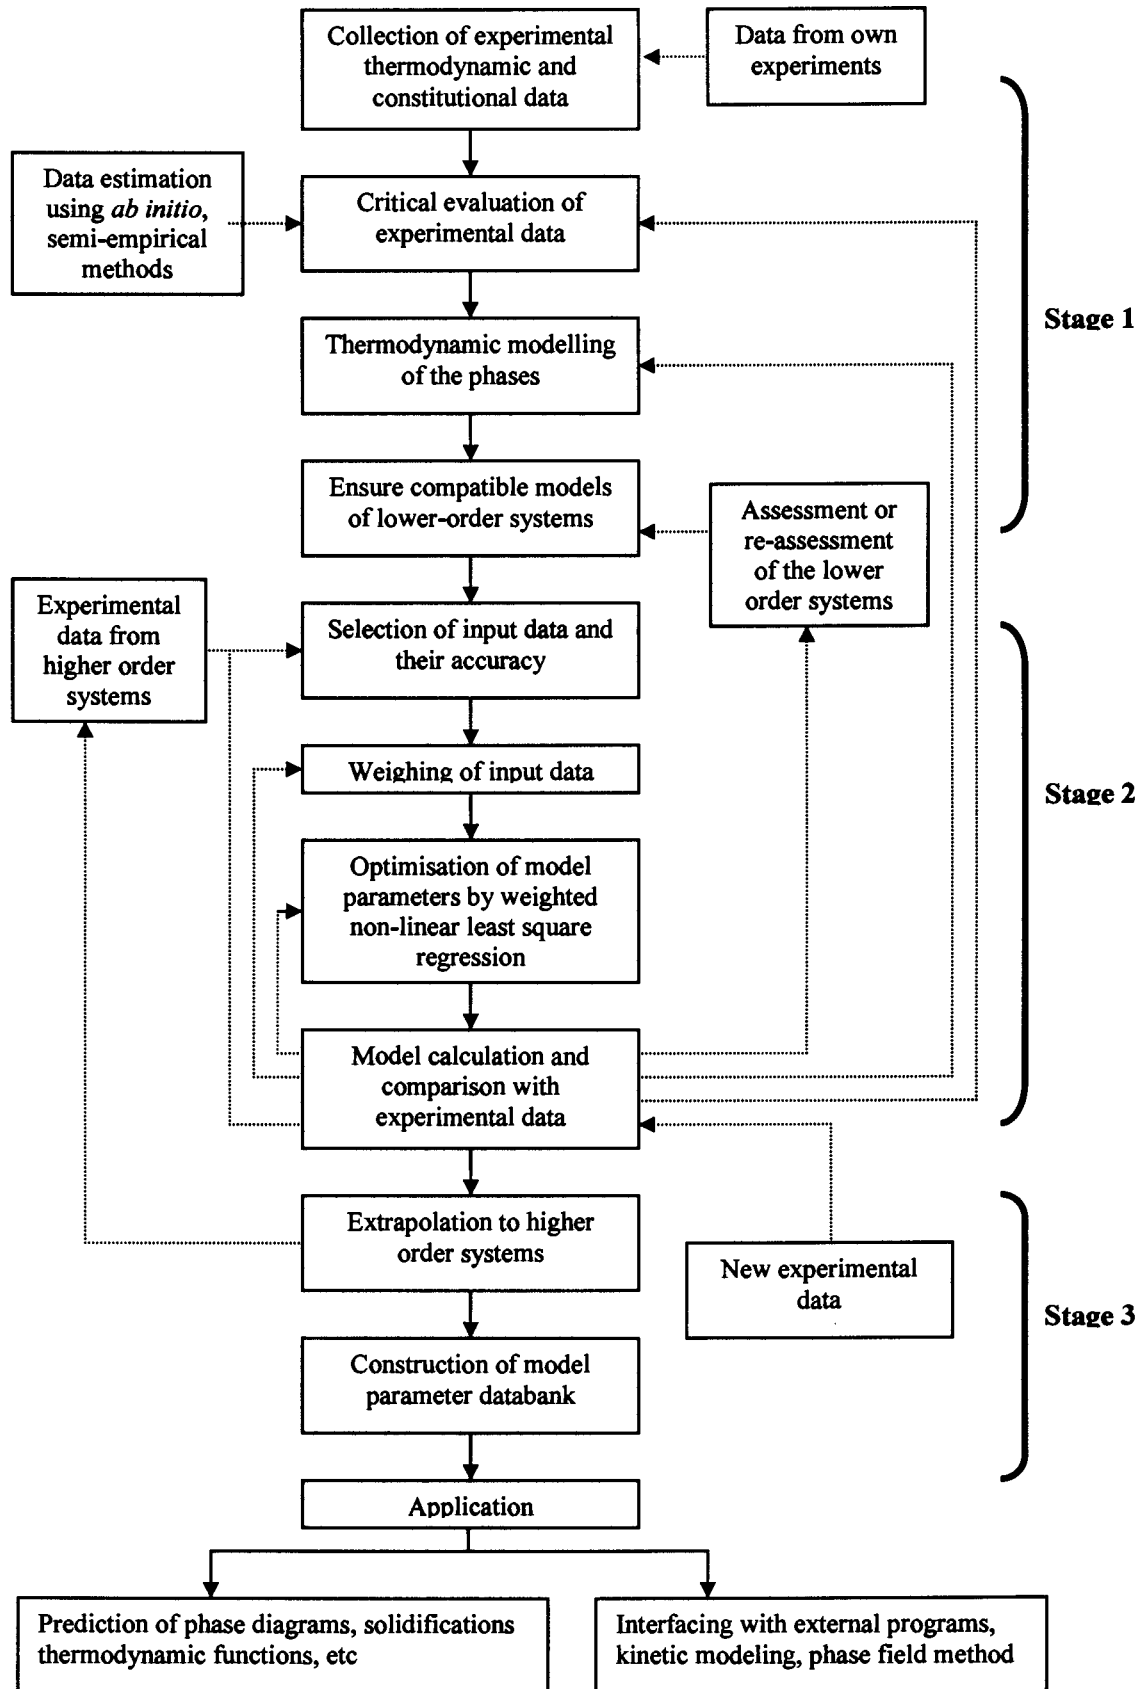 Collection of experimental
thermodynamic and
constitutional data
Data from own
experiments
Data estimation
using ab initio,
semi-empirical
methods
Critical evaluation of
experimental data
Stage 1
Thermodynamic modelling
of the phases
Ensure compatible models
of lower-order systems
Assessment or
re-assessment
of the lower
order systems
Experimental
data from
higher order
systems
Selection of input data and
their accuracy
Weighing of input data
Stage 2
Optimisation of model
parameters by weighted
non-linear least square
regression
Model calculation and
comparison with
experimental data
Extrapolation to higher
order systems
New experimental
data
Stage 3
Construction of model
parameter databank
Application
Prediction of phase diagrams, solidifications
thermodynamic functions, etc
Interfacing with external programs,
kinetic modeling, phase field method